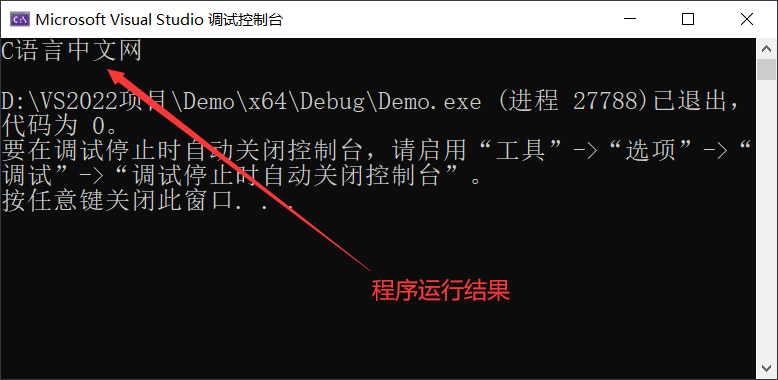 Microsoft Visual Studio 调试控制台
C语言中文网
D:\VS2022项目\Demo\x64\Debug\Demo.exe (进程 27788)已退出，
代码为 0。
要在调试停止时自动关闭控制台，请启用“工具”->“选项”->“
调试”->“调试停止时自动关闭控制台”。
按任意键关闭此窗口. . .
程序运行结果